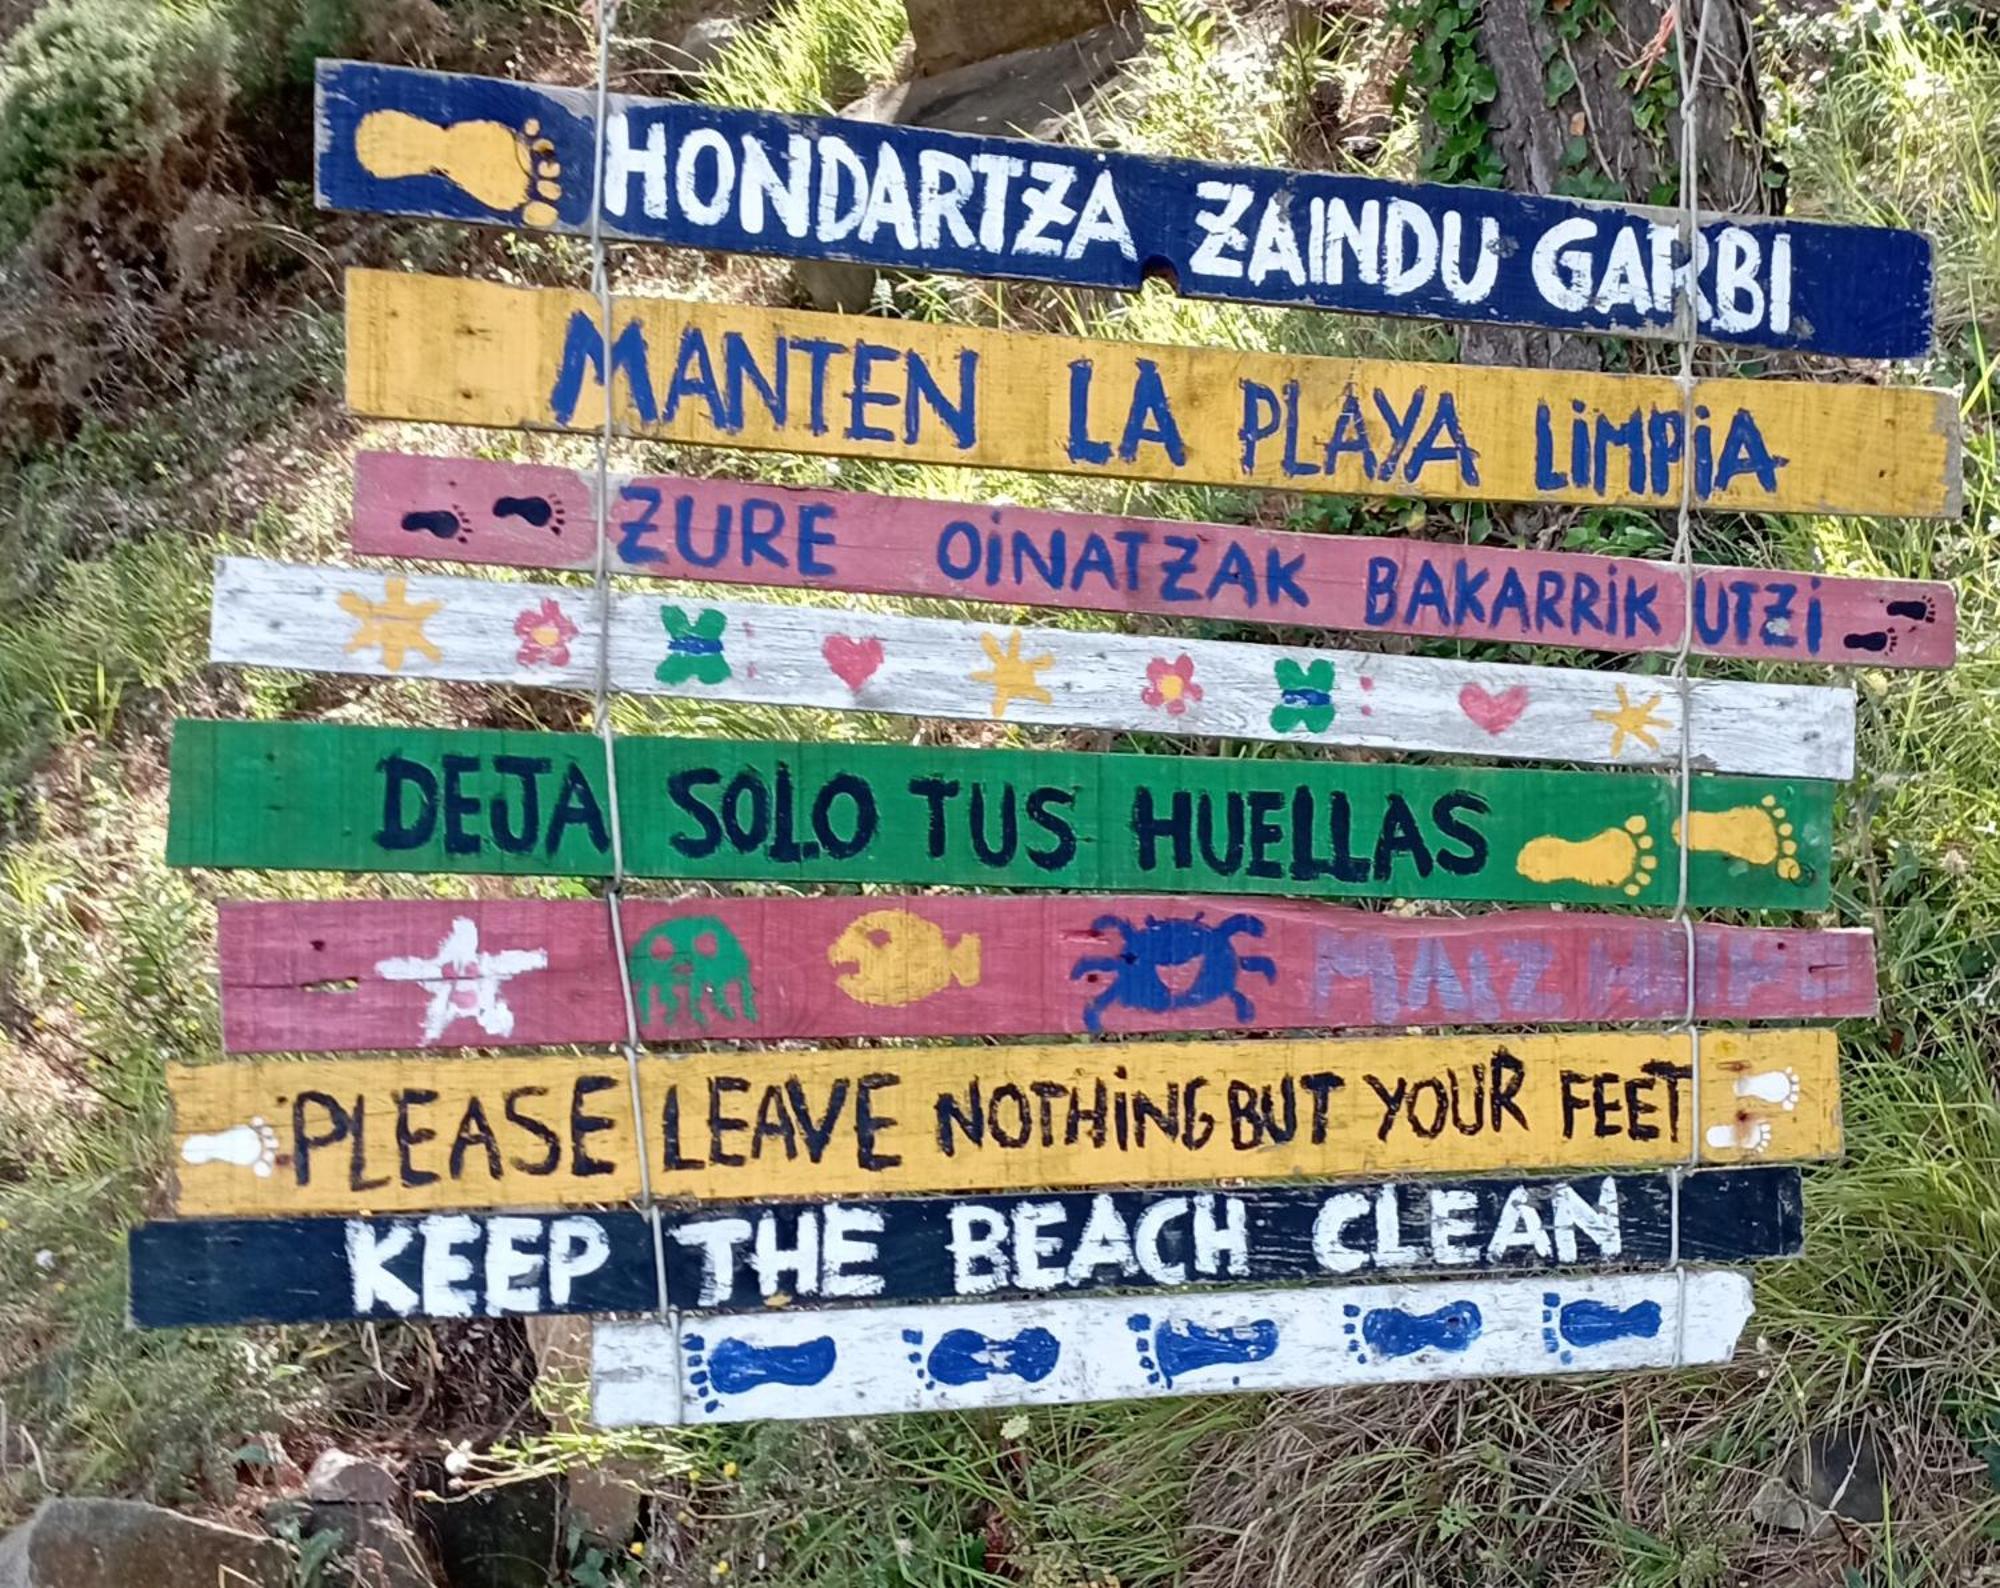 HONDARTZA ZAINDU GARBI
MANTEN LA PLAYA LIMPIA
ZURE OINATZAK BAKARRIK UTZI
DEJA SOLO TUS HUELLAS
PLEASE LEAVE NOTHING BUT YOUR FEET
KEEP THE BEACH CLEAN